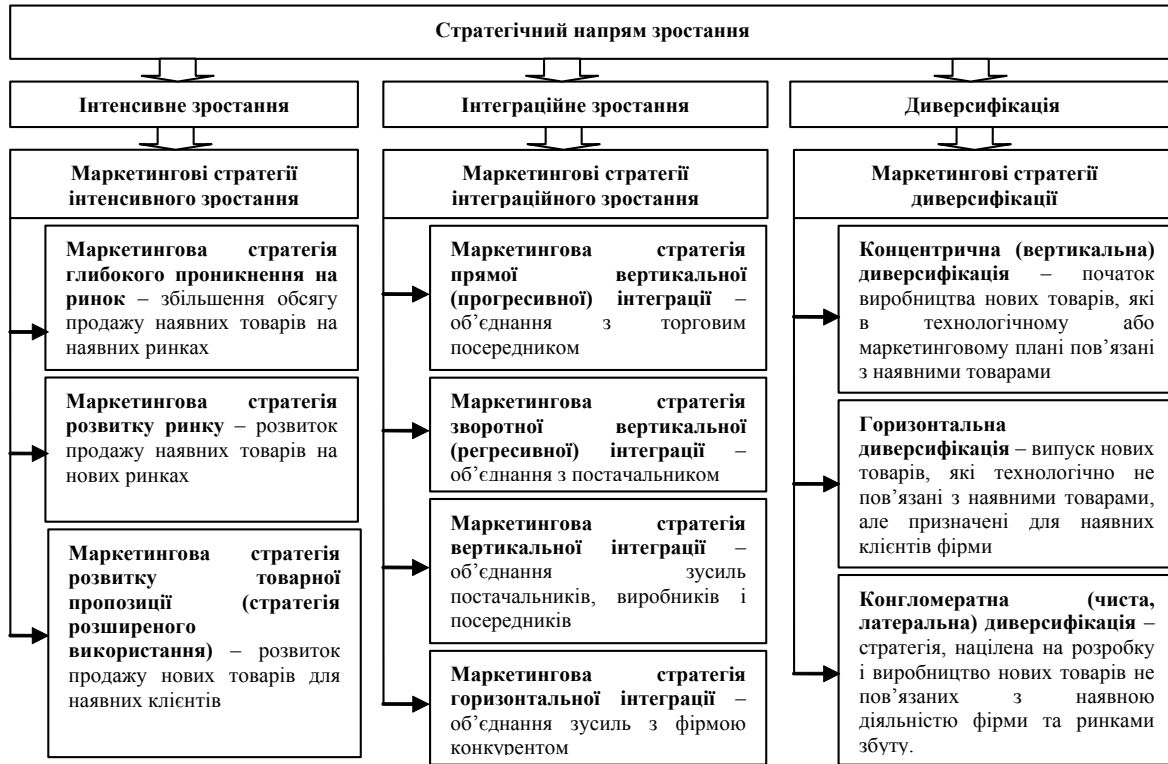 Стратегічний напрям зростання
Інтенсивне зростання
Інтеграційне зростання
Диверсифікація
Маркетингові стратегії
інтенсивного зростання
Маркетингова стратегія
глибокого проникнення на
ринок – збільшення обсягу
продажу наявних товарів на
наявних ринках
Маркетингова стратегія
розвитку ринку – розвиток
продажу наявних товарів на
нових ринках
Маркетингова стратегія
розвитку товарної
пропозиції (стратегія
розширеного
використання) – розвиток
продажу нових товарів для
наявних клієнтів
Маркетингові стратегії
інтеграційного зростання
Маркетингова стратегія
прямої вертикальної
(прогресивної) інтеграції –
об’єднання з торговим
посередником
Маркетингова стратегія
зворотної вертикальної
(регресивної) інтеграції –
об’єднання з постачальником
Маркетингова стратегія
вертикальної інтеграції –
об’єднання зусиль
постачальників, виробників і
посередників
Маркетингова стратегія
горизонтальної інтеграції –
об’єднання зусиль з фірмою
конкурентом
Маркетингові стратегії
диверсифікації
Концентрична (вертикальна)
диверсифікація – початок
виробництва нових товарів, які
в технологічному або
маркетинговому плані пов’язані
з наявними товарами
Горизонтальна
диверсифікація – випуск нових
товарів, які технологічно не
пов’язані з наявними товарами,
але призначені для наявних
клієнтів фірми
Конгломератна (чиста,
латеральна) диверсифікація –
стратегія, націлена на розробку
і виробництво нових товарів не
пов’язаних з наявною
діяльністю фірми та ринками
збуту.